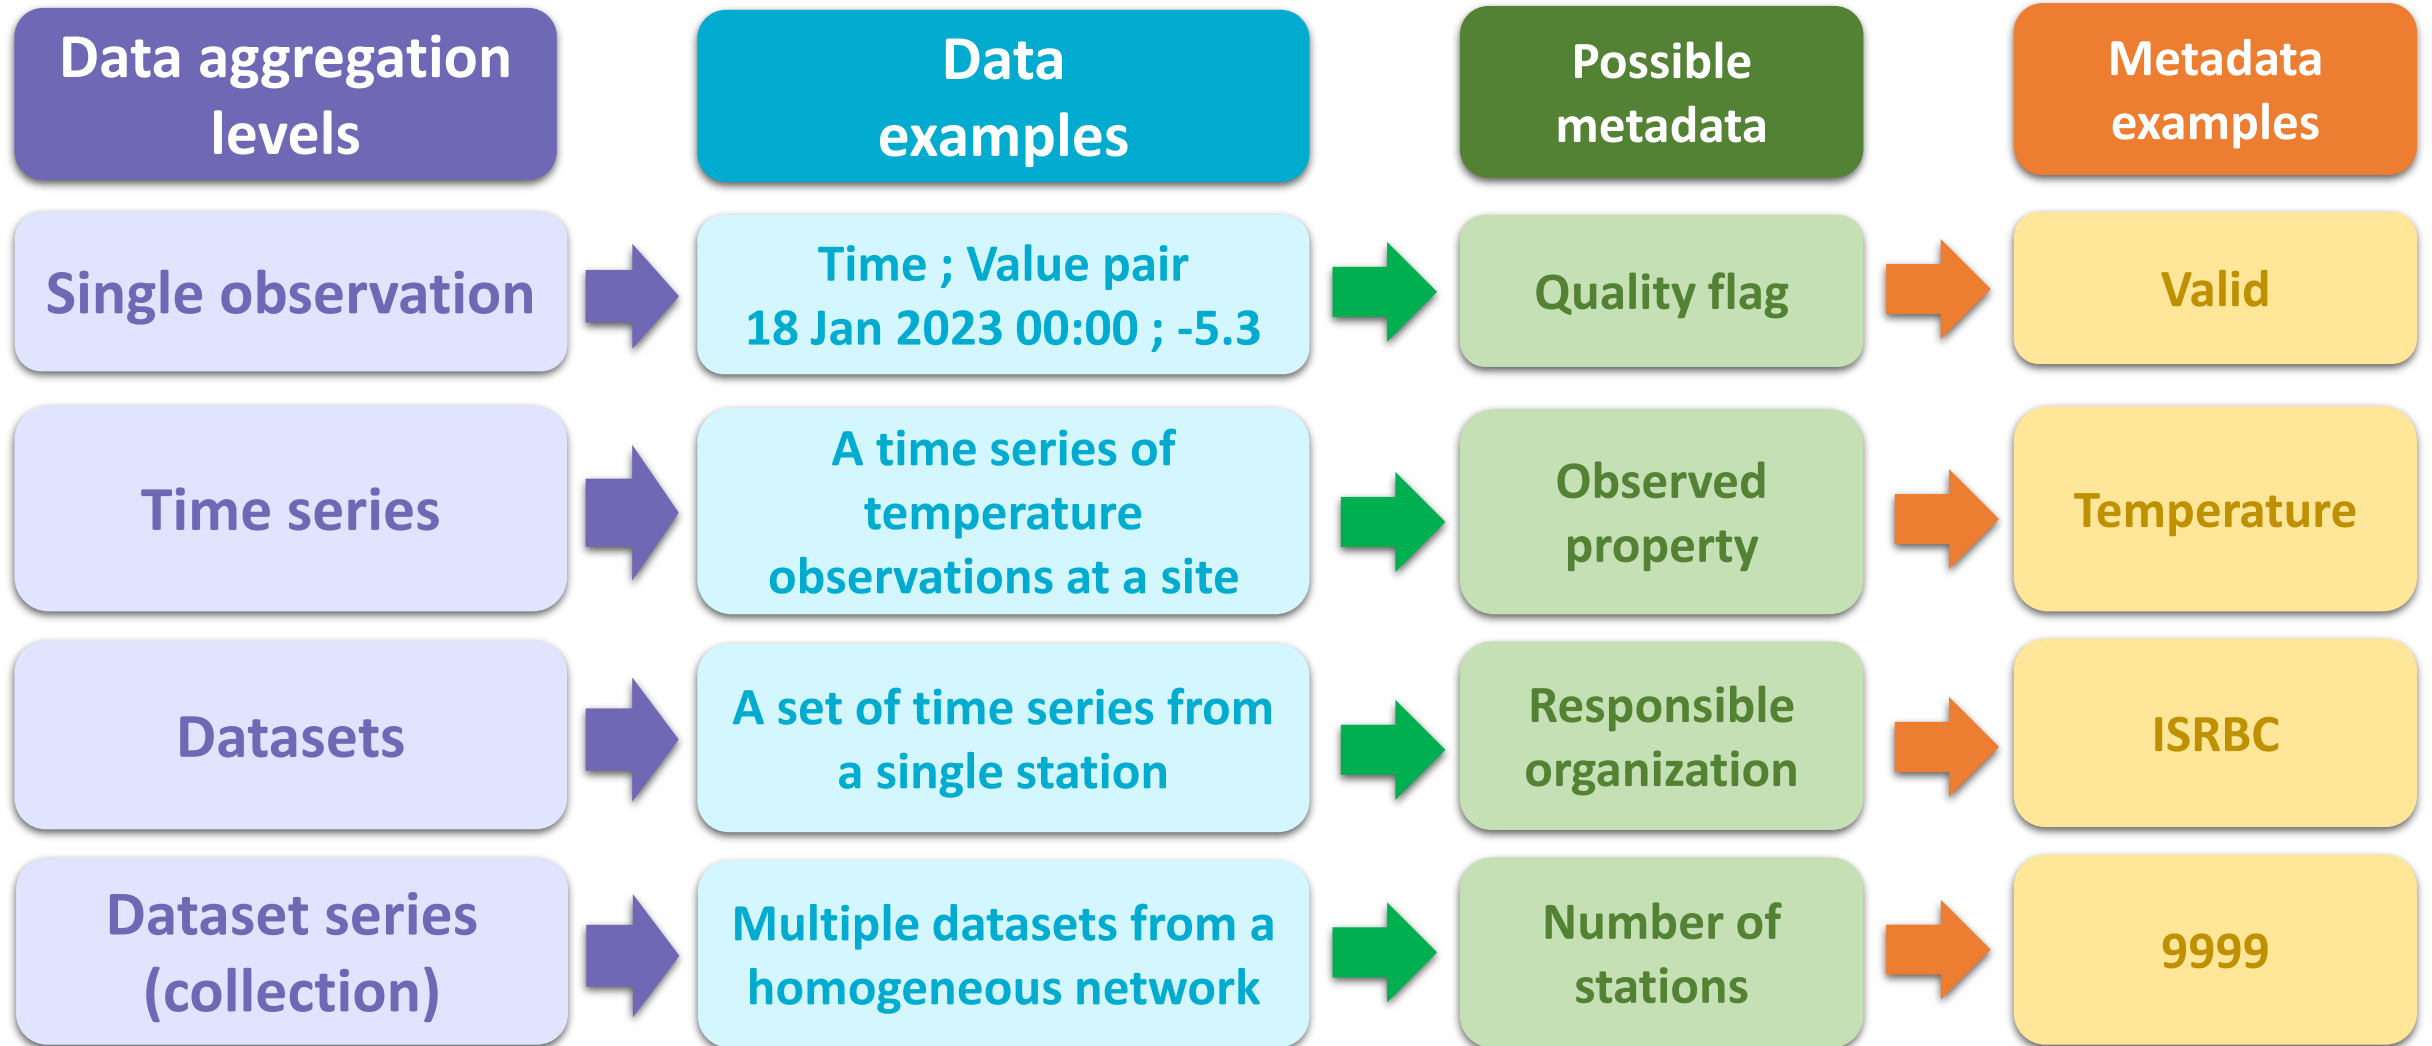 Data aggregation
levels
Data
examples
Possible
metadata
Metadata
examples
Single observation
Time ; Value pair
18 Jan 2023 00:00 ; -5.3
Quality flag
Valid
Time series
A time series of
temperature
observations at a site
Observed
property
Temperature
Datasets
A set of time series from
a single station
Responsible
organization
ISRBC
Dataset series
(collection)
Multiple datasets from a
homogeneous network
Number of
stations
9999